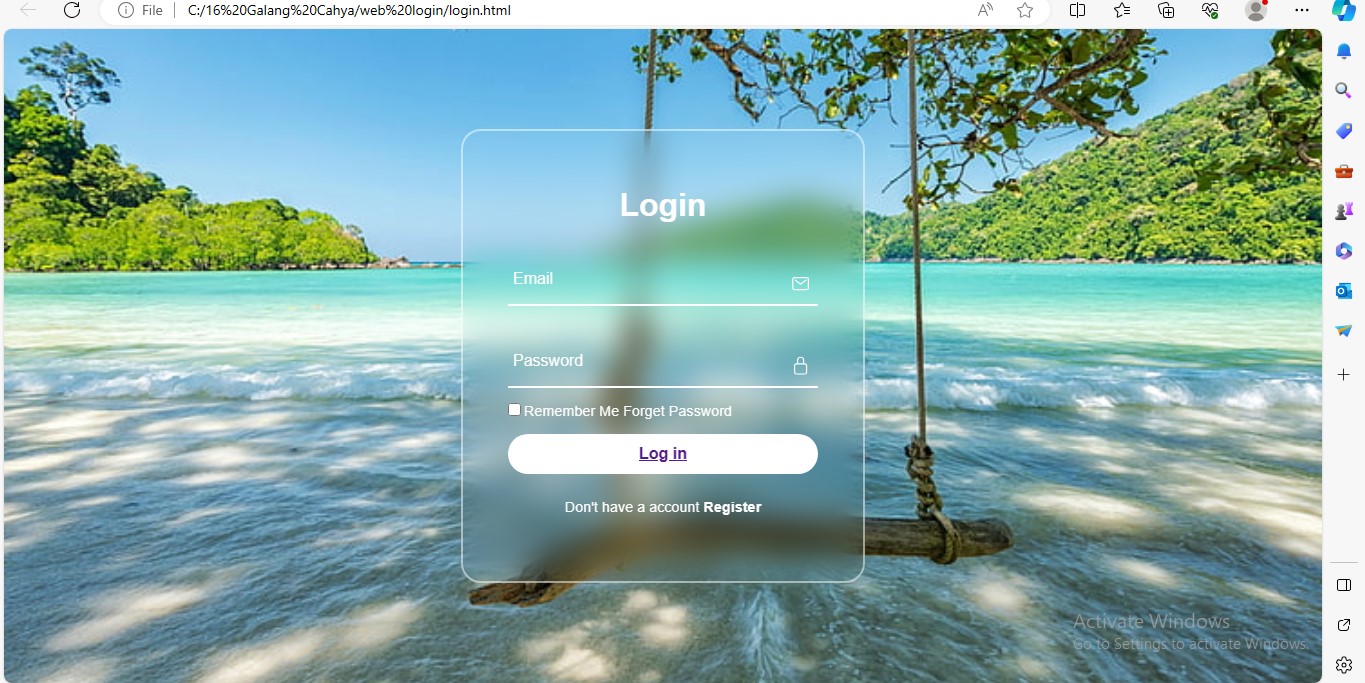 File
C:/16%20Galang%20Cahya/web%20login/login.html
Login
Email
Password
Remember Me Forget Password
Log in
Don't have a account Register
Activate Windows
Go to Settings to activate Windows.